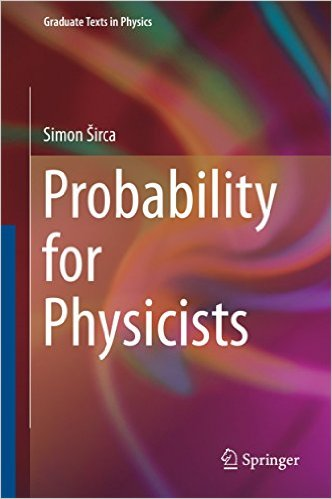 Graduate Texts in Physics
Simon Širca
Probability
for
Physicists
Springer